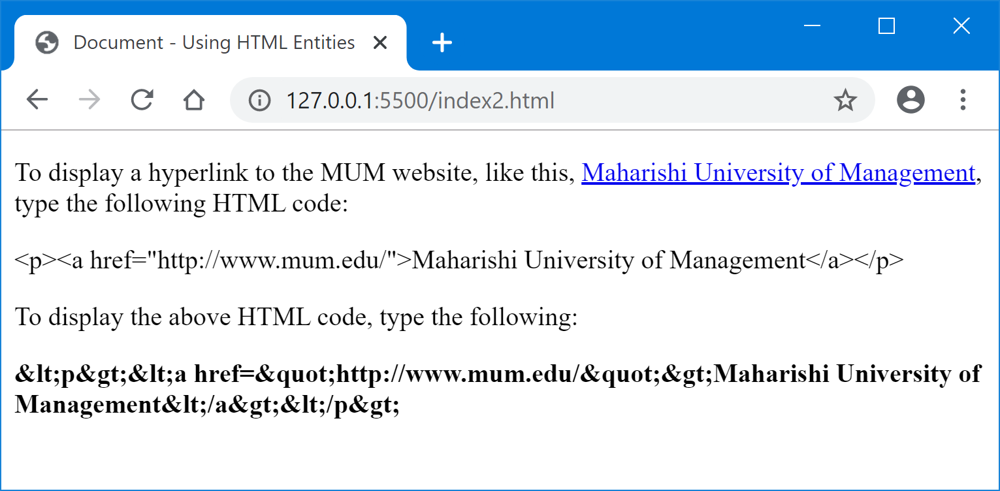 Document - Using HTML Entities
127.0.0.1:5500/index2.html
To display a hyperlink to the MUM website, like this, Maharishi University of Management,
type the following HTML code:
<p><a href="http://www.mum.edu/">Maharishi University of Management</a></p>
To display the above HTML code, type the following:
&lt;p&gt;&lt;a href=&quot;http://www.mum.edu/&quot;&gt;Maharishi University of
Management&lt;/a&gt;&lt;/p&gt;